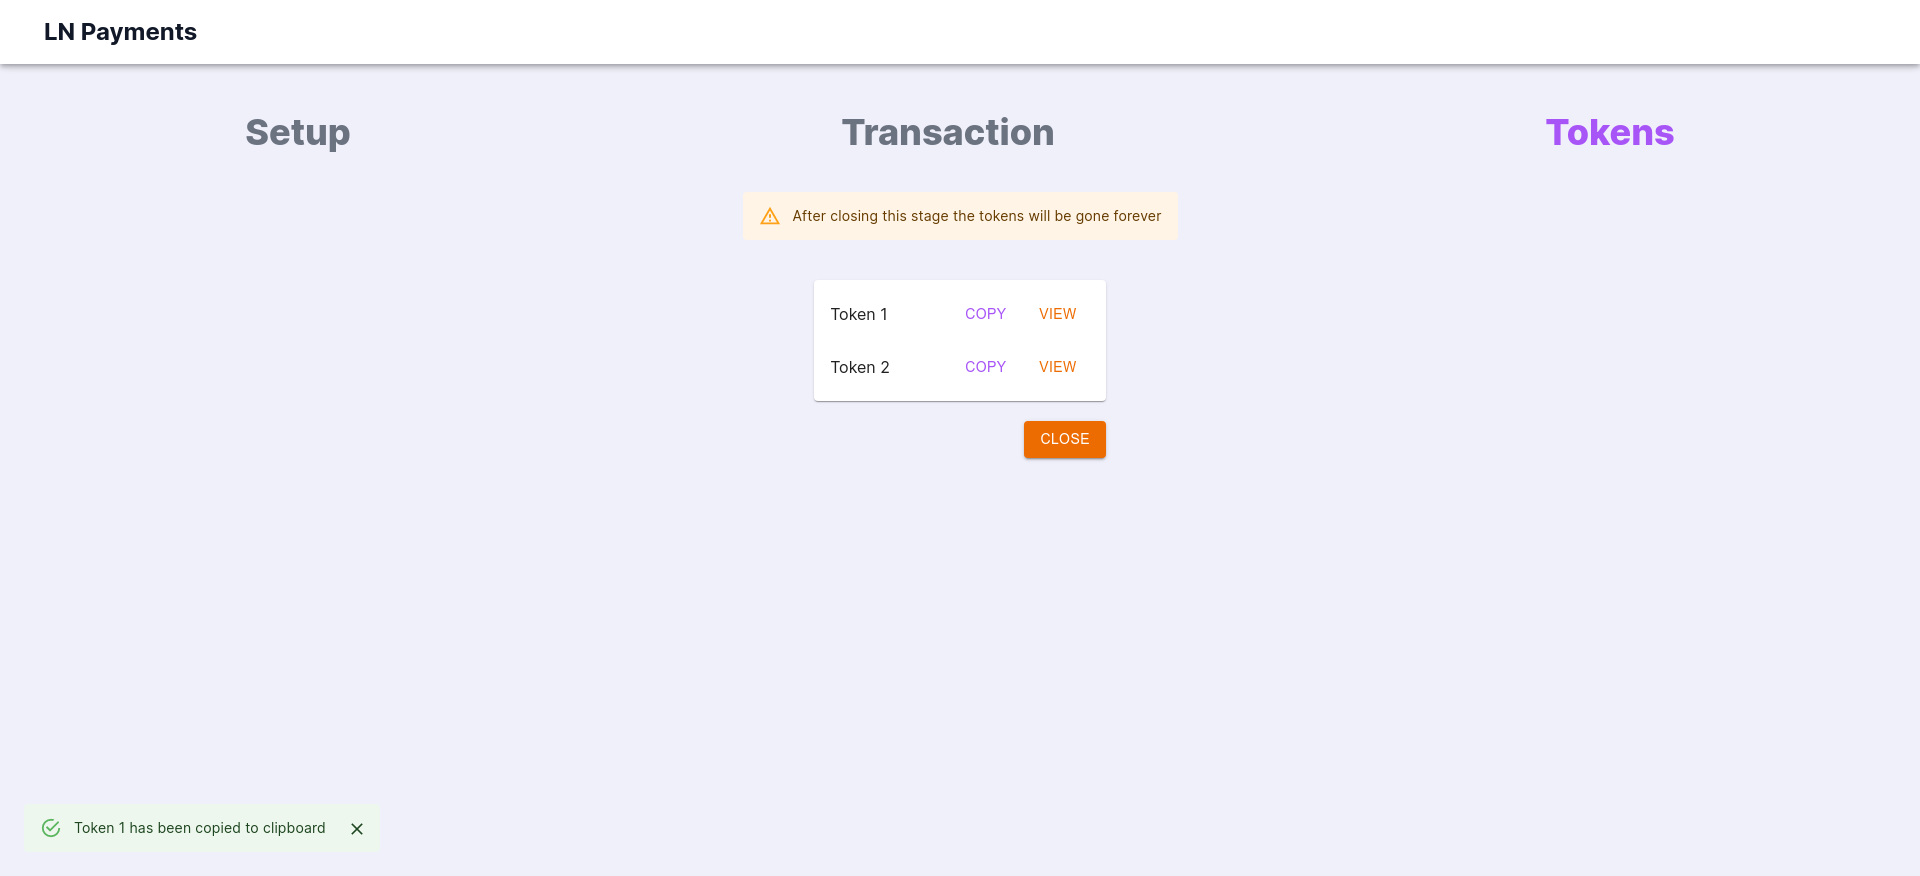 LN Payments
Setup
Transaction
Tokens
After closing this stage the tokens will be gone forever
Token 1 COPY VIEW
Token 2 COPY VIEW
CLOSE
Token 1 has been copied to clipboard